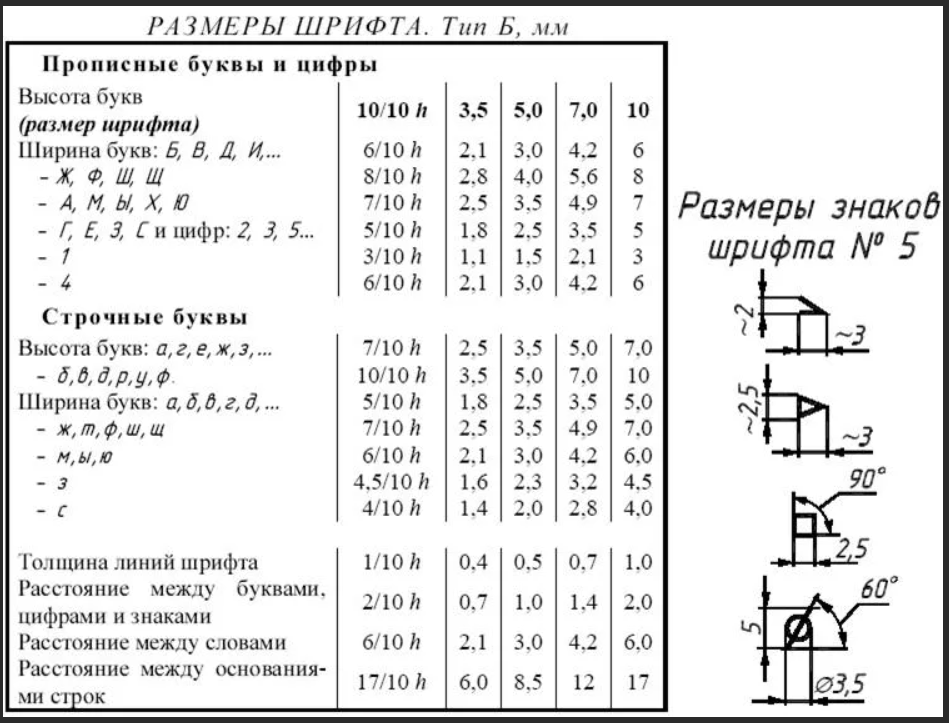 РАЗМЕРЫ ШРИФТА. Тип Б, мм
Прописные буквы и цифры
Высота букв
(размер шрифта) 10/10 h 3,5 5,0 7,0 10
Ширина букв: Б, В, Д, И,... 6/10 h 2,1 3,0 4,2 6
- Ж, Ф, Ш, Щ 8/10 h 2,8 4,0 5,6 8
- А, М, Ы, Х, Ю 7/10 h 2,5 3,5 4,9 7
- Г, Е, З, С и цифр: 2, 3, 5... 5/10 h 1,8 2,5 3,5 5
- 1 3/10 h 1,1 1,5 2,1 3
- 4 6/10 h 2,1 3,0 4,2 6
Строчные буквы
Высота букв: а,г,е,ж,з,... 7/10 h 2,5 3,5 5,0 7,0
- б,в,д,р,у,ф. 10/10 h 3,5 5,0 7,0 10
Ширина букв: а,б,в,г,д,... 5/10 h 1,8 2,5 3,5 5,0
- ж,т,ф,ш,щ 7/10 h 2,5 3,5 4,9 7,0
- м,ы,ю 6/10 h 2,1 3,0 4,2 6,0
- з 4,5/10 h 1,6 2,3 3,2 4,5
- с 4/10 h 1,4 2,0 2,8 4,0
Толщина линий шрифта 1/10 h 0,4 0,5 0,7 1,0
Расстояние между буквами,
цифрами и знаками 2/10 h 0,7 1,0 1,4 2,0
Расстояние между словами 6/10 h 2,1 3,0 4,2 6,0
Расстояние между основания-
ми строк 17/10 h 6,0 8,5 12 17
Размеры знаков
шрифта № 5
~2
~3
~2,5
~3
90°
2,5
60°
5
⌀3,5